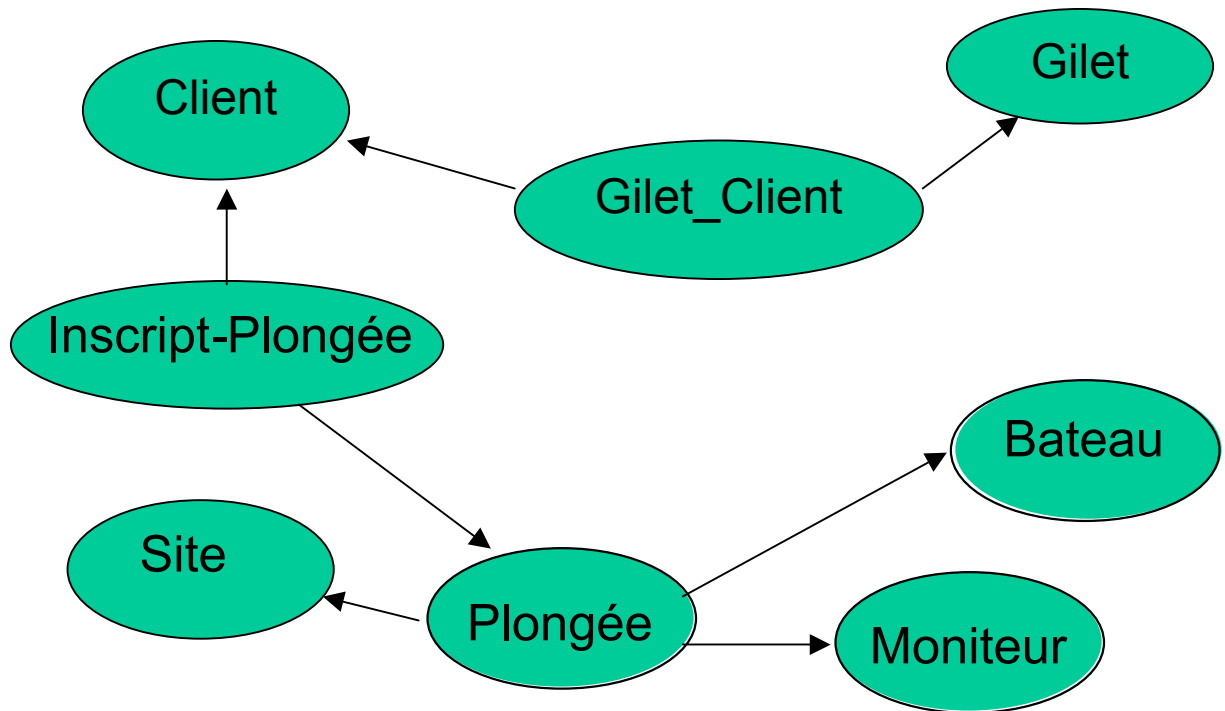 Gilet
Client
Gilet_Client
Inscript-Plongée
Bateau
Site
Plongée
Moniteur